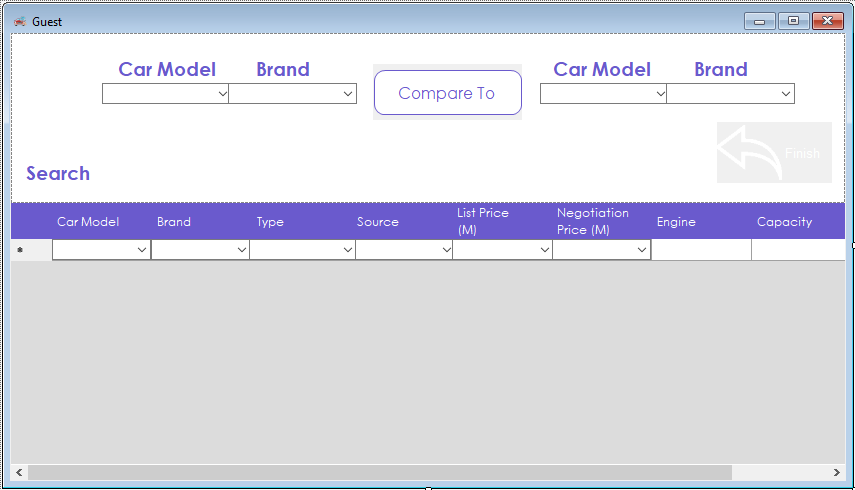 Guest
Car Model Brand Car Model Brand
Compare To
Finish
Search
Car Model Brand Type Source List Price (M) Negotiation Price (M) Engine Capacity